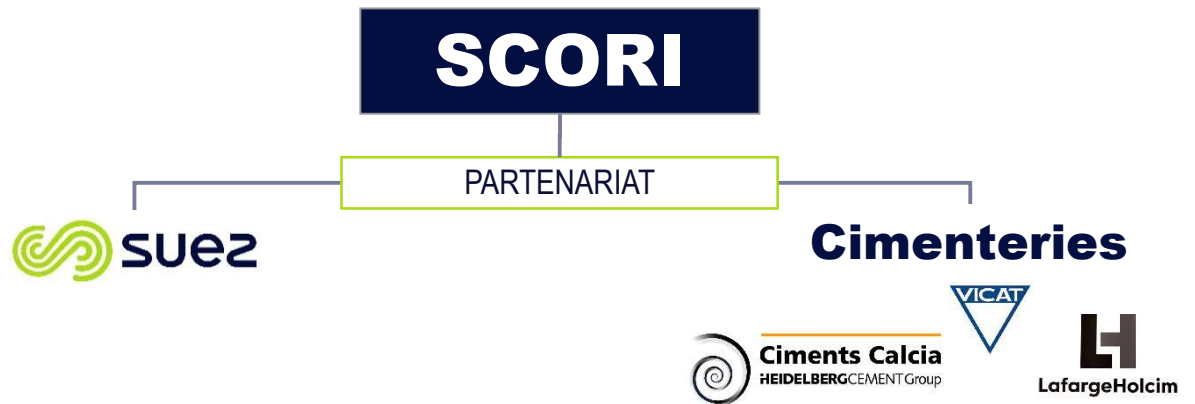 SCORI
PARTENARIAT
suez
Cimenteries
VICAT
Ciments Calcia
HEIDELBERGCEMENT Group
LafargeHolcim